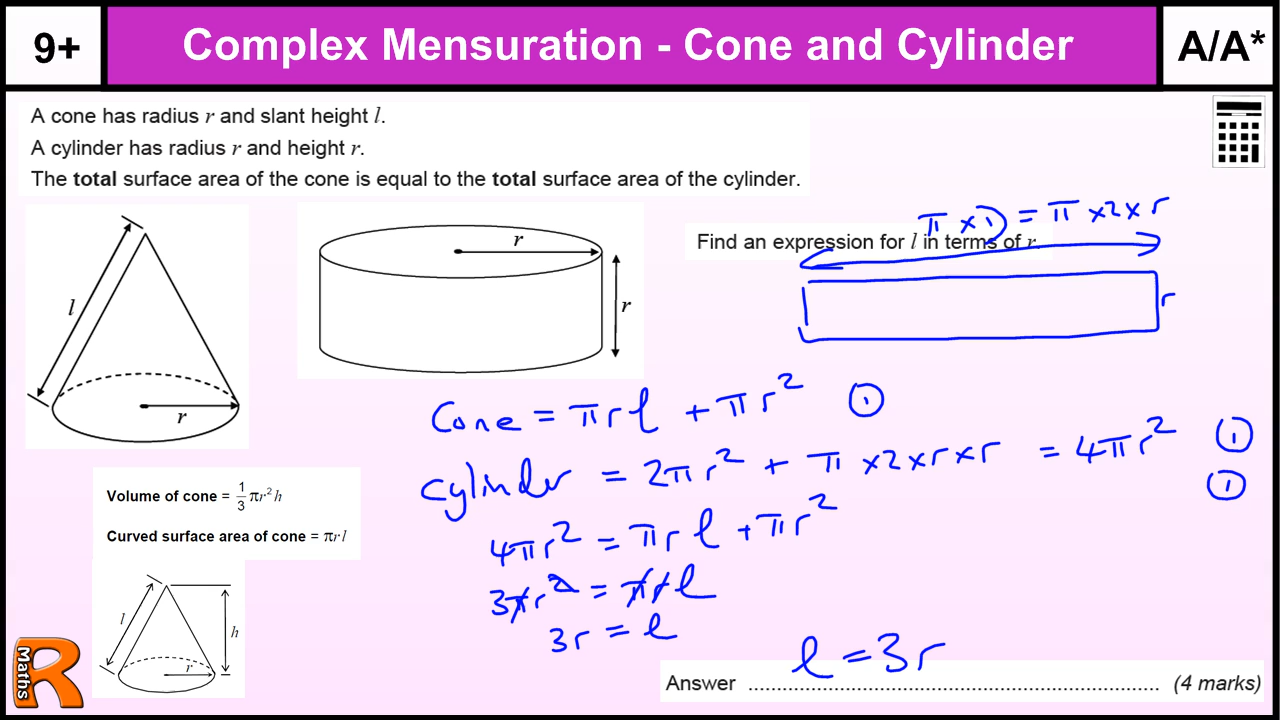 9+
Complex Mensuration - Cone and Cylinder
A/A*
A cone has radius r and slant height l.
A cylinder has radius r and height r.
The total surface area of the cone is equal to the total surface area of the cylinder.
l
r
r
r
Find an expression for l in terms of r.
π × D = π × 2 × r
r
Cone = πrl + πr² ①
Cylinder = 2πr² + π × 2 × r × r = 4πr² ①
①
4πr² = πrl + πr²
3πr² = πrl
3r = l
Volume of cone = 1/3 πr²h
Curved surface area of cone = πrl
l
h
r
l = 3r
Answer ........................................................................ (4 marks)
R
Maths